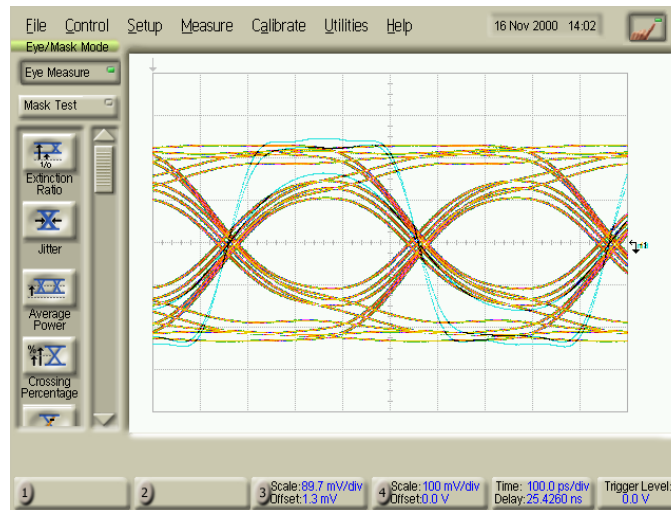 File Control Setup Measure Calibrate Utilities Help 16 Nov 2000 14:02
Eye/Mask Mode
Eye Measure
Mask Test
1/0
Extinction
Ratio
Jitter
Average
Power
%
Crossing
Percentage
1) 2) 3) Scale:89.7 mV/div 4) Scale:100 mV/div Time: 100.0 ps/div Trigger Level:
Offset:1.3 mV Offset:0.0 V Delay:25.4260 ns 0.0 V